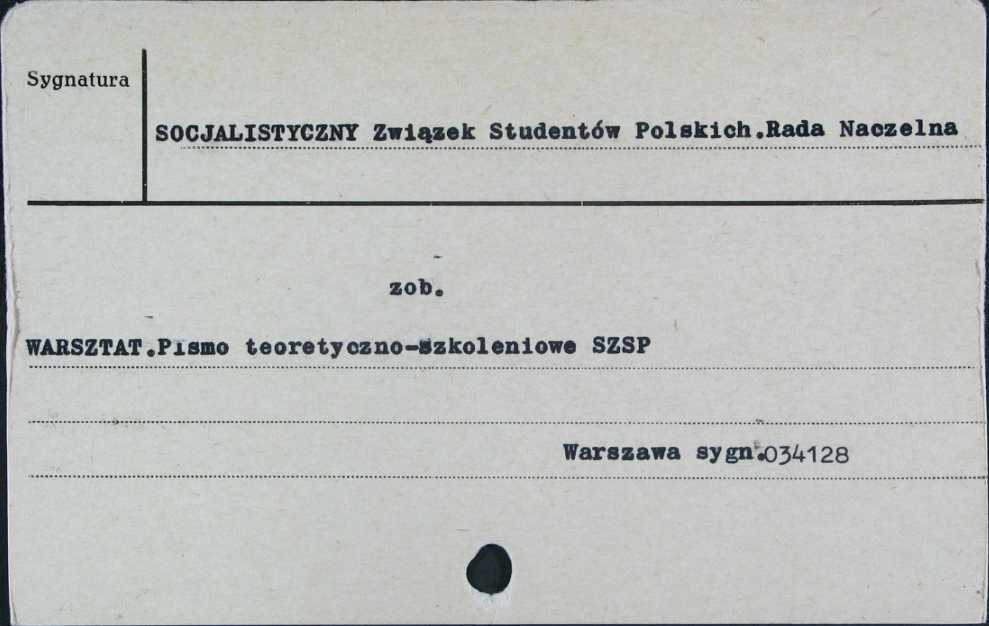 Sygnatura
SOCJALISTYCZNY Związek Studentów Polskich.Rada Naczelna
zob.
WARSZTAT.Pismo teoretyczno-szkoleniowe SZSP
Warszawa sygn.034128